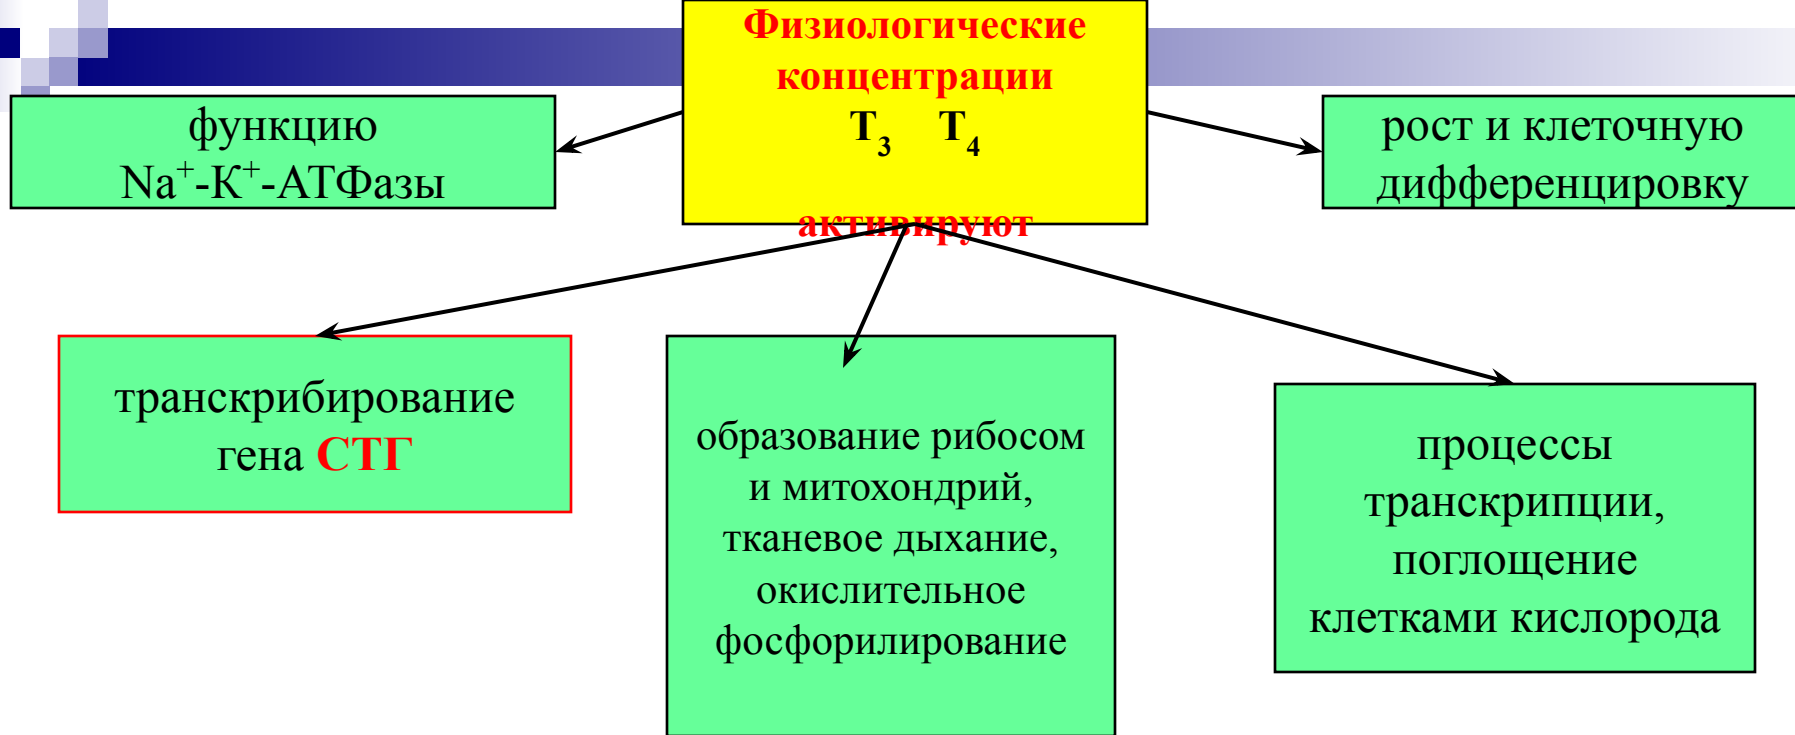 Физиологические
концентрации
Т₃ Т₄
активируют
функцию
Na⁺-К⁺-АТФазы
рост и клеточную
дифференцировку
транскрибирование
гена СТГ
образование рибосом
и митохондрий,
тканевое дыхание,
окислительное
фосфорилирование
процессы
транскрипции,
поглощение
клетками кислорода